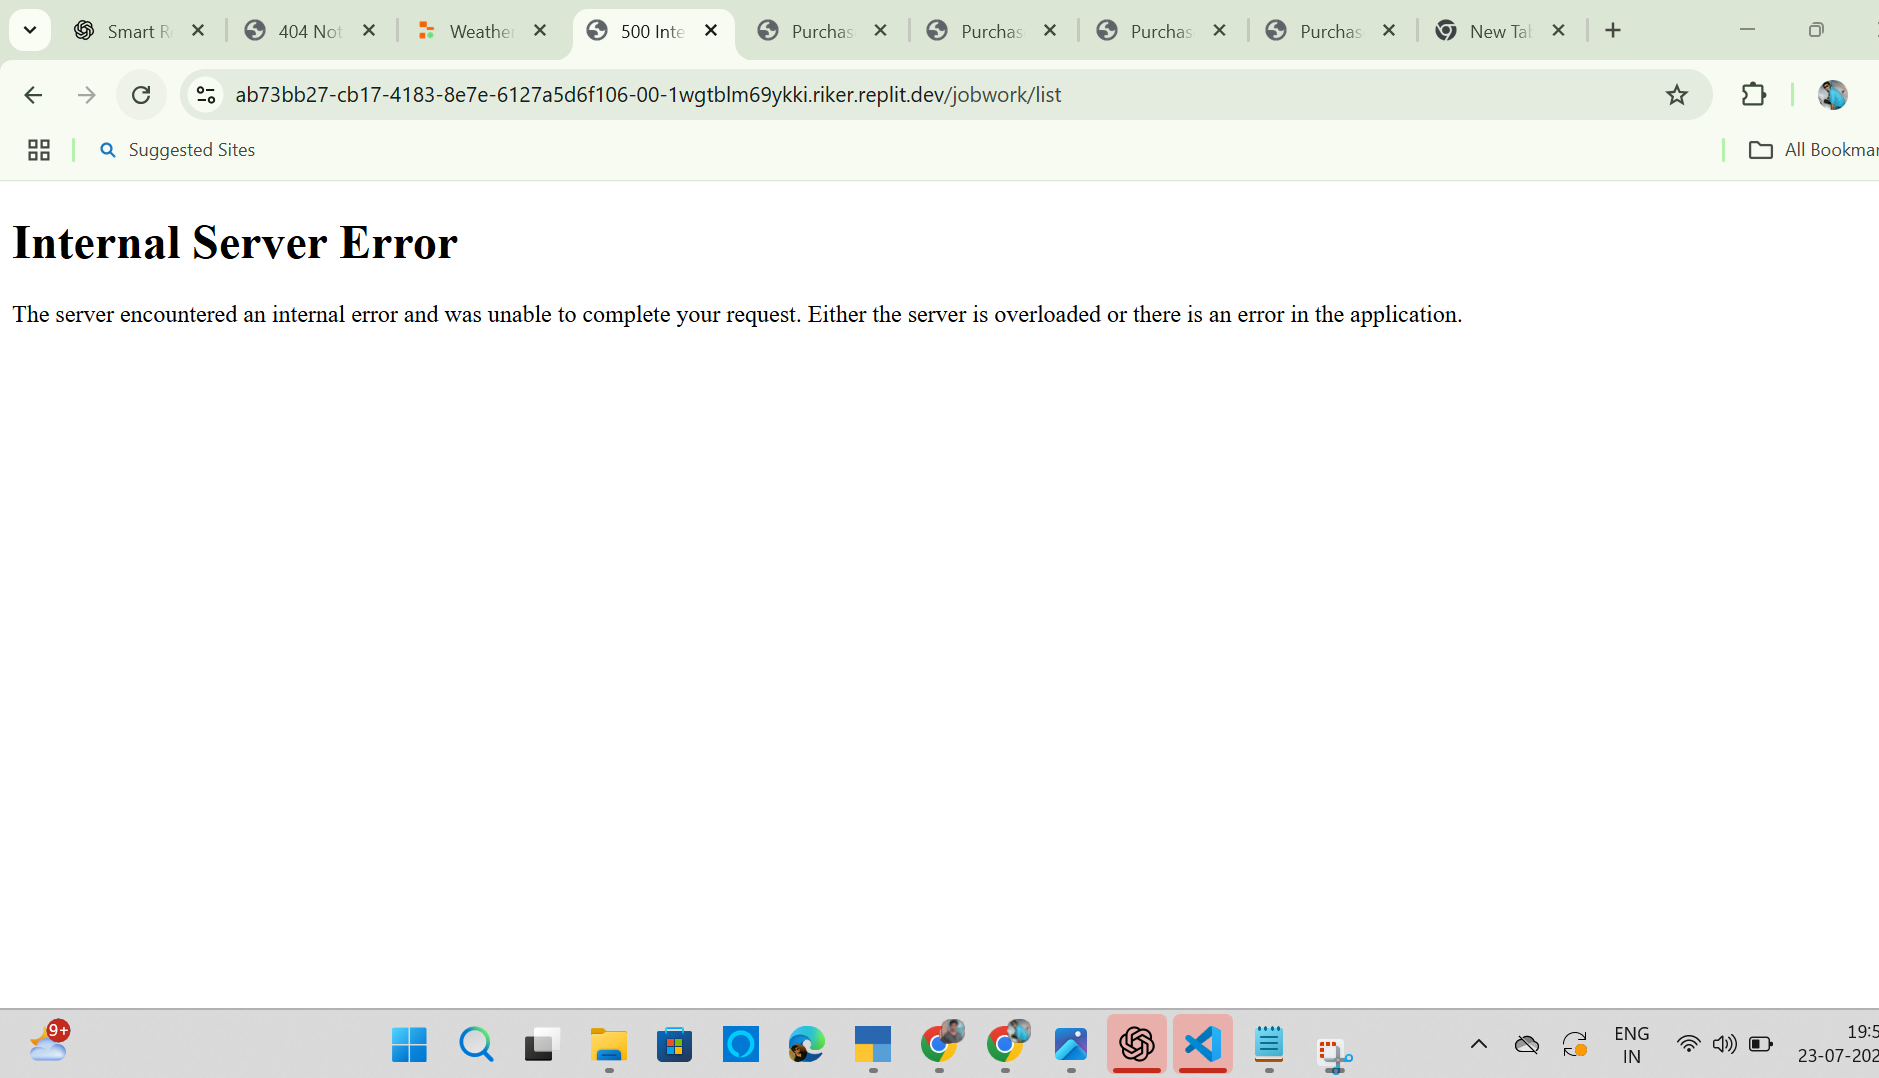 Smart R
404 Not
Weather
500 Inte
Purchas
Purchas
Purchas
Purchas
New Tab
ab73bb27-cb17-4183-8e7e-6127a5d6f106-00-1wgtblm69ykki.riker.replit.dev/jobwork/list
Suggested Sites
All Bookmar
Internal Server Error
The server encountered an internal error and was unable to complete your request. Either the server is overloaded or there is an error in the application.
9+
ENG
IN
19:5
23-07-202